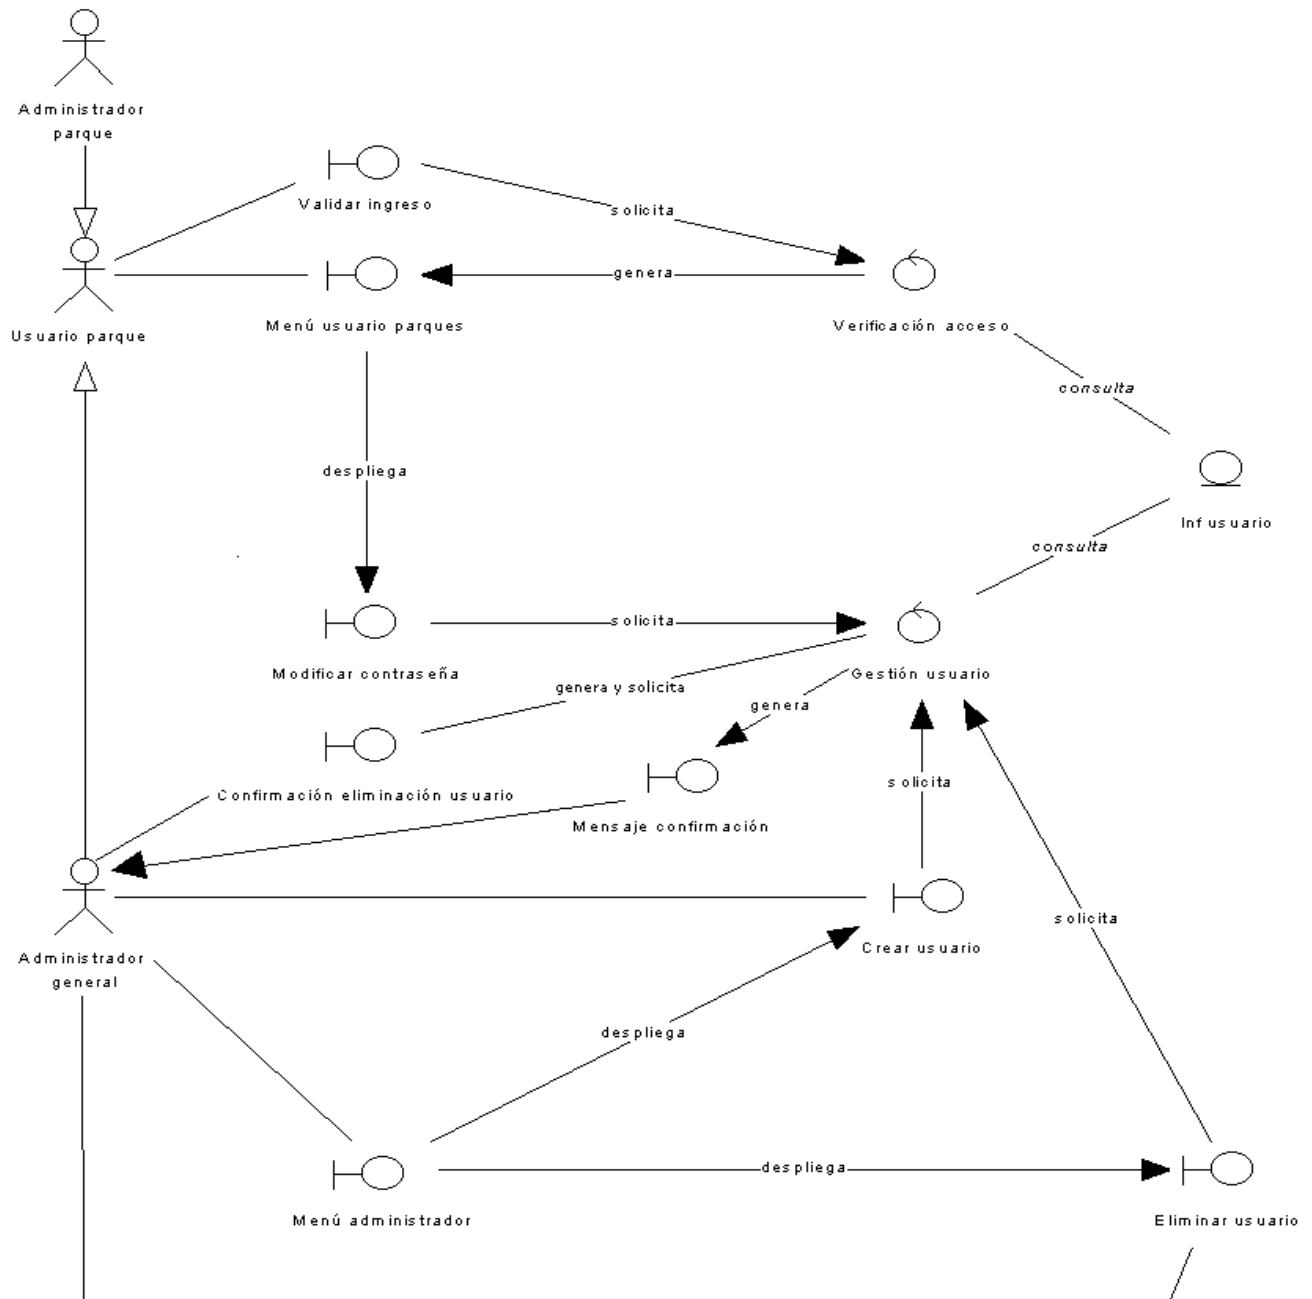 Administrador
parque
Validar ingreso
solicita
genera
Menú usuario parques
Verificación acceso
Usuario parque
consulta
despliega
Inf usuario
consulta
solicita
Modificar contraseña
Gestión usuario
genera y solicita
genera
solicita
Confirmación eliminación usuario
Mensaje confirmación
solicita
Crear usuario
Administrador
general
despliega
despliega
Menú administrador
Eliminar usuario